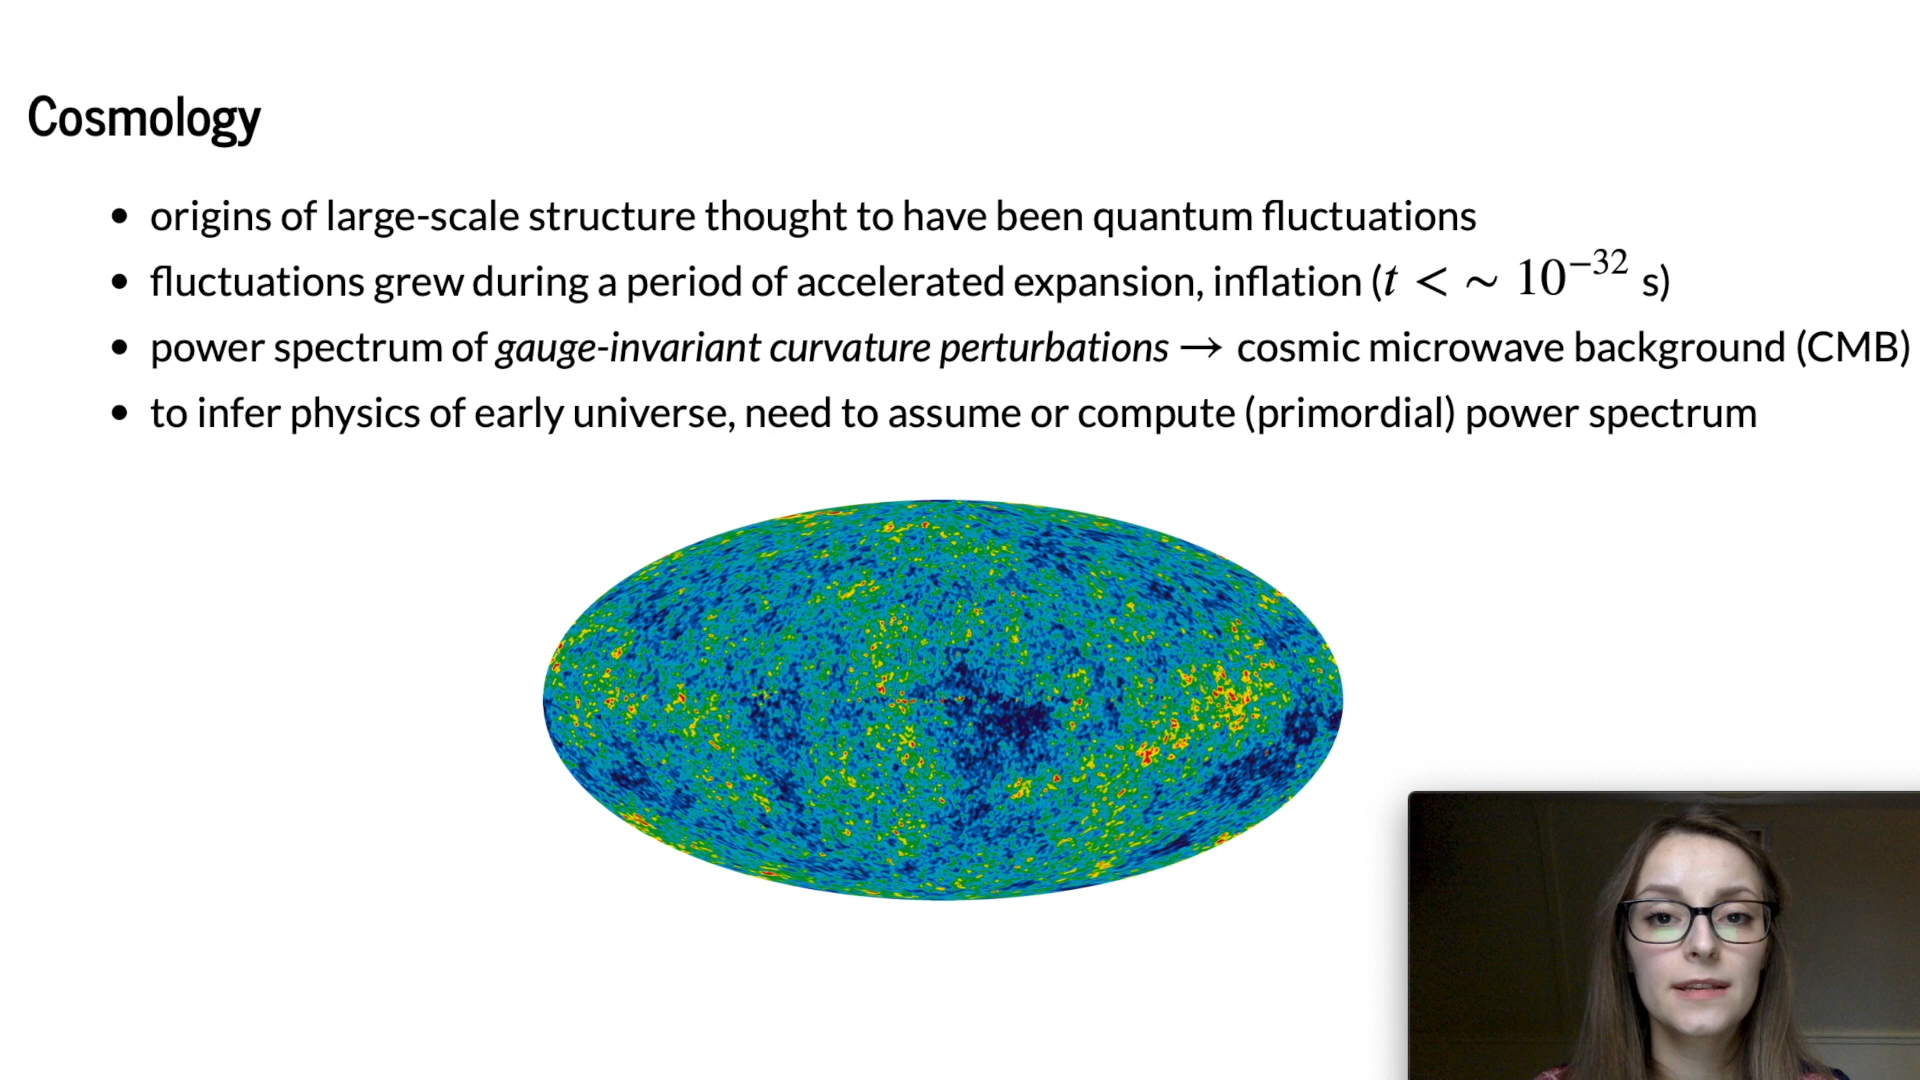 Cosmology
• origins of large-scale structure thought to have been quantum fluctuations
• fluctuations grew during a period of accelerated expansion, inflation (t < ∼ 10⁻³² s)
• power spectrum of gauge-invariant curvature perturbations → cosmic microwave background (CMB)
• to infer physics of early universe, need to assume or compute (primordial) power spectrum